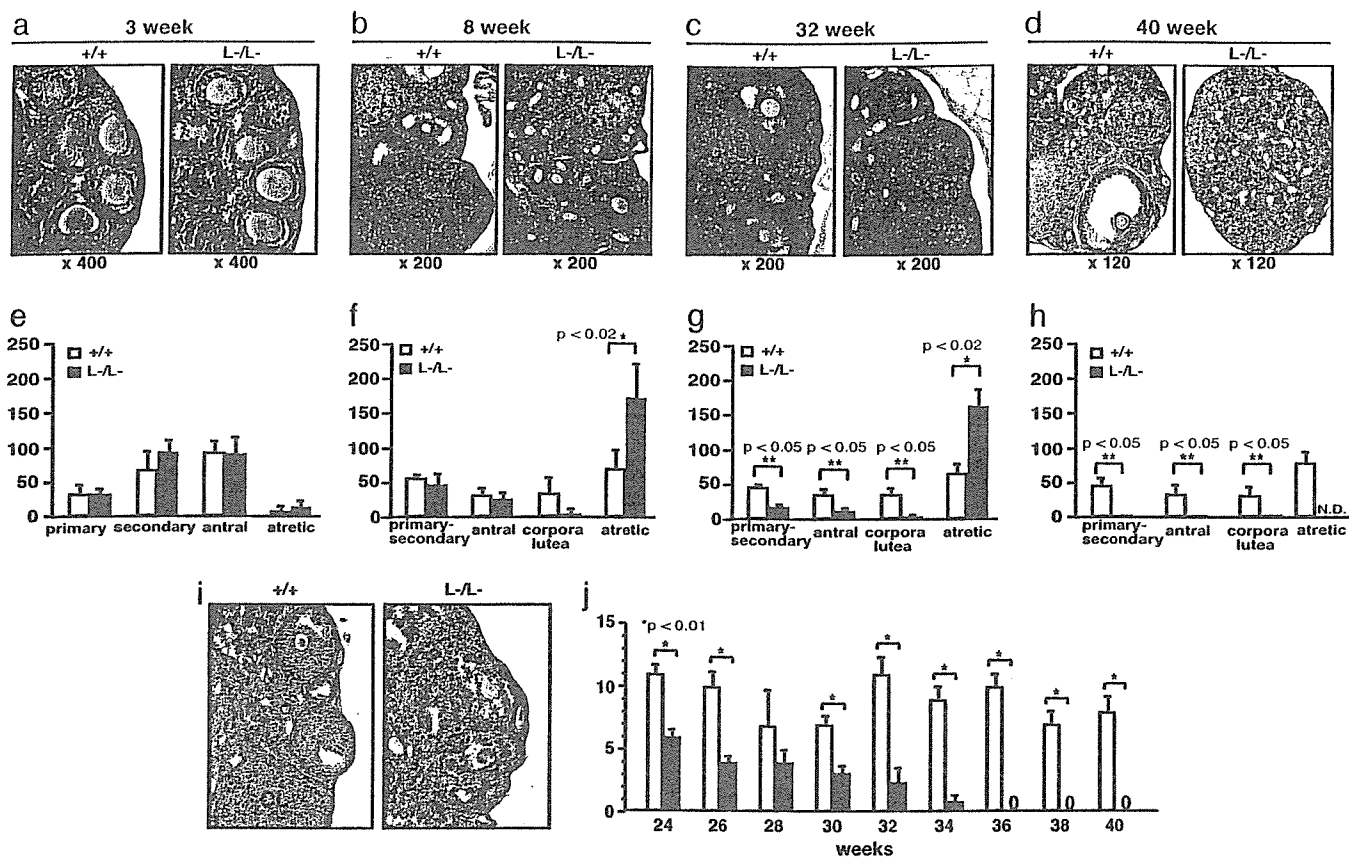 a 3 week
+/+ L-/L-
x 400 x 400
b 8 week
+/+ L-/L-
x 200 x 200
c 32 week
+/+ L-/L-
x 200 x 200
d 40 week
+/+ L-/L-
x 120 x 120
e
250
200
150
100
50
0
+/+
L-/L-
primary secondary antral atretic
f
250
200
150
100
50
0
+/+
L-/L-
p < 0.02 *
primary-secondary antral corpora lutea atretic
g
250
200
150
100
50
0
+/+
L-/L-
p < 0.05 p < 0.05 p < 0.05 p < 0.02
** ** ** *
primary-secondary antral corpora lutea atretic
h
250
200
150
100
50
0
+/+
L-/L-
p < 0.05 p < 0.05 p < 0.05
** ** **
N.D.
primary-secondary antral corpora lutea atretic
i
+/+ L-/L-
CL
j
15
10
5
0
*p < 0.01
* * * * * * * *
0 0 0
24 26 28 30 32 34 36 38 40
weeks